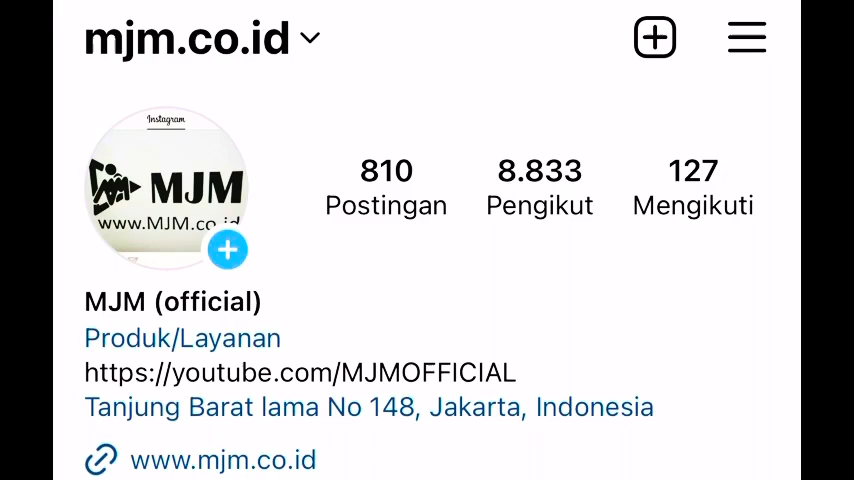 mjm.co.id
Instagram
MJM
www.MJM.co.id
810
Postingan
8.833
Pengikut
127
Mengikuti
MJM (official)
Produk/Layanan
https://youtube.com/MJMOFFICIAL
Tanjung Barat lama No 148, Jakarta, Indonesia
www.mjm.co.id